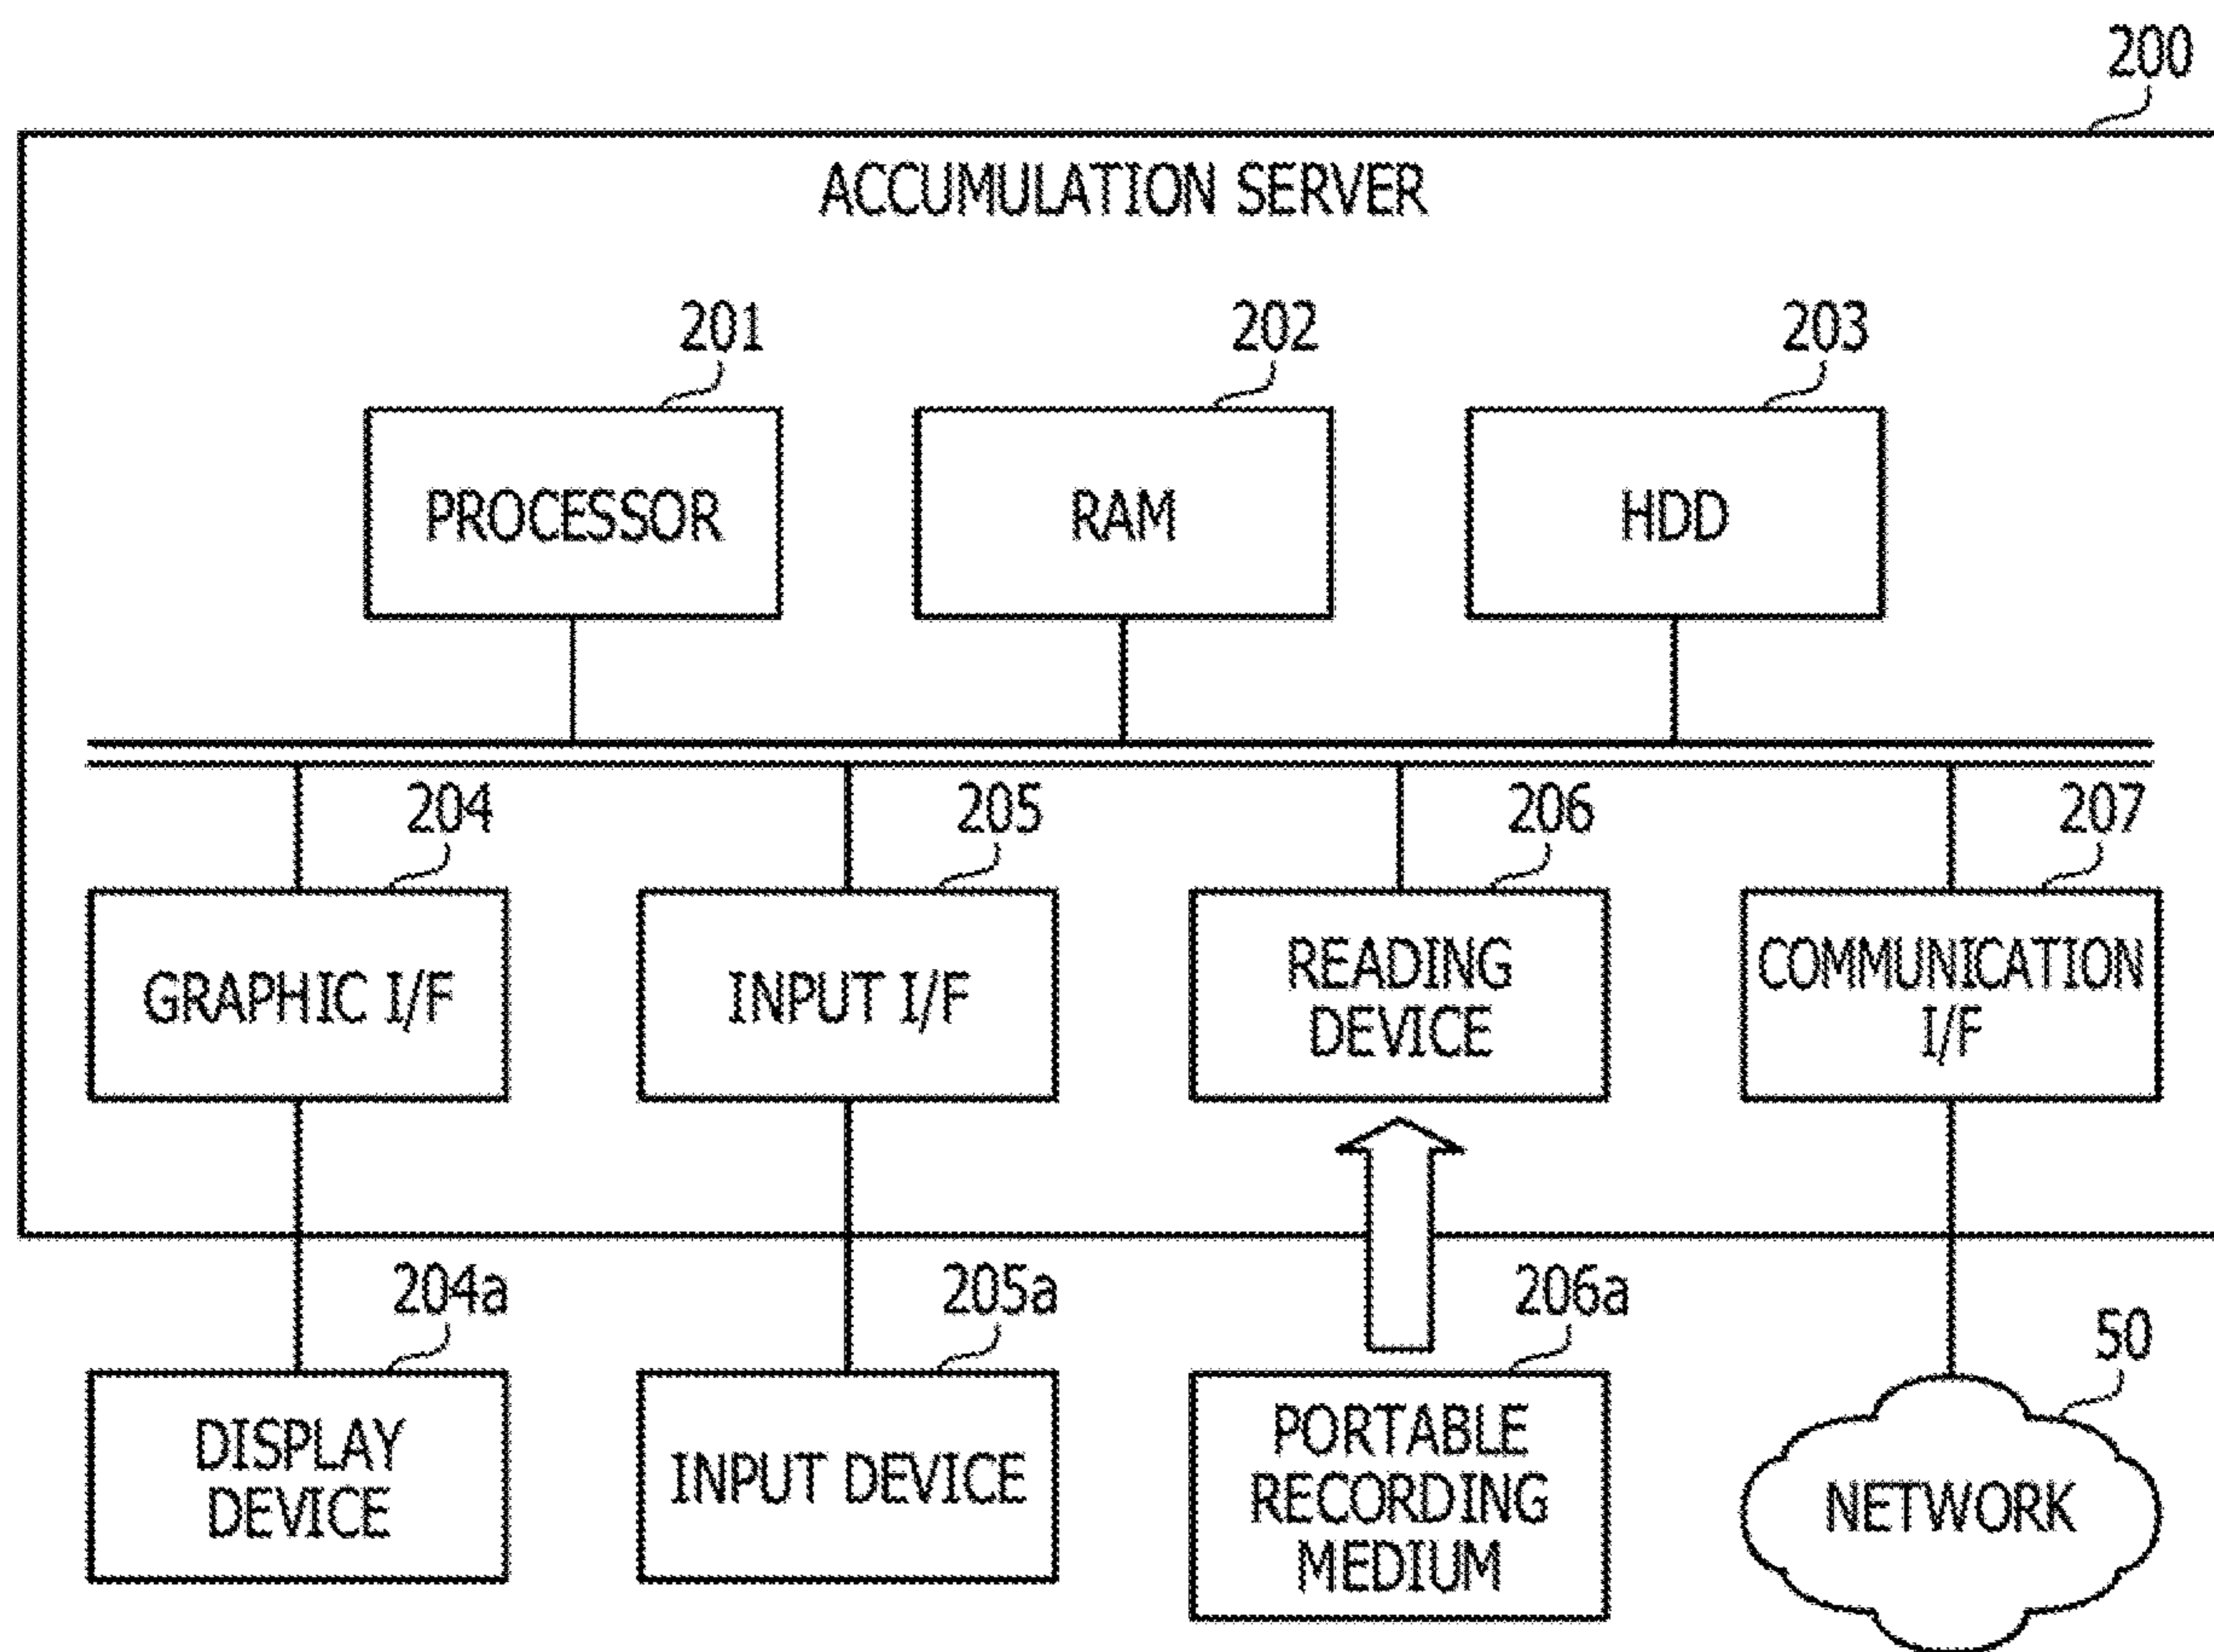 200
ACCUMULATION SERVER
201
202
203
PROCESSOR
RAM
HDD
204
205
206
207
GRAPHIC I/F
INPUT I/F
READING
DEVICE
COMMUNICATION
I/F
204a
205a
206a
50
DISPLAY
DEVICE
INPUT DEVICE
PORTABLE
RECORDING
MEDIUM
NETWORK